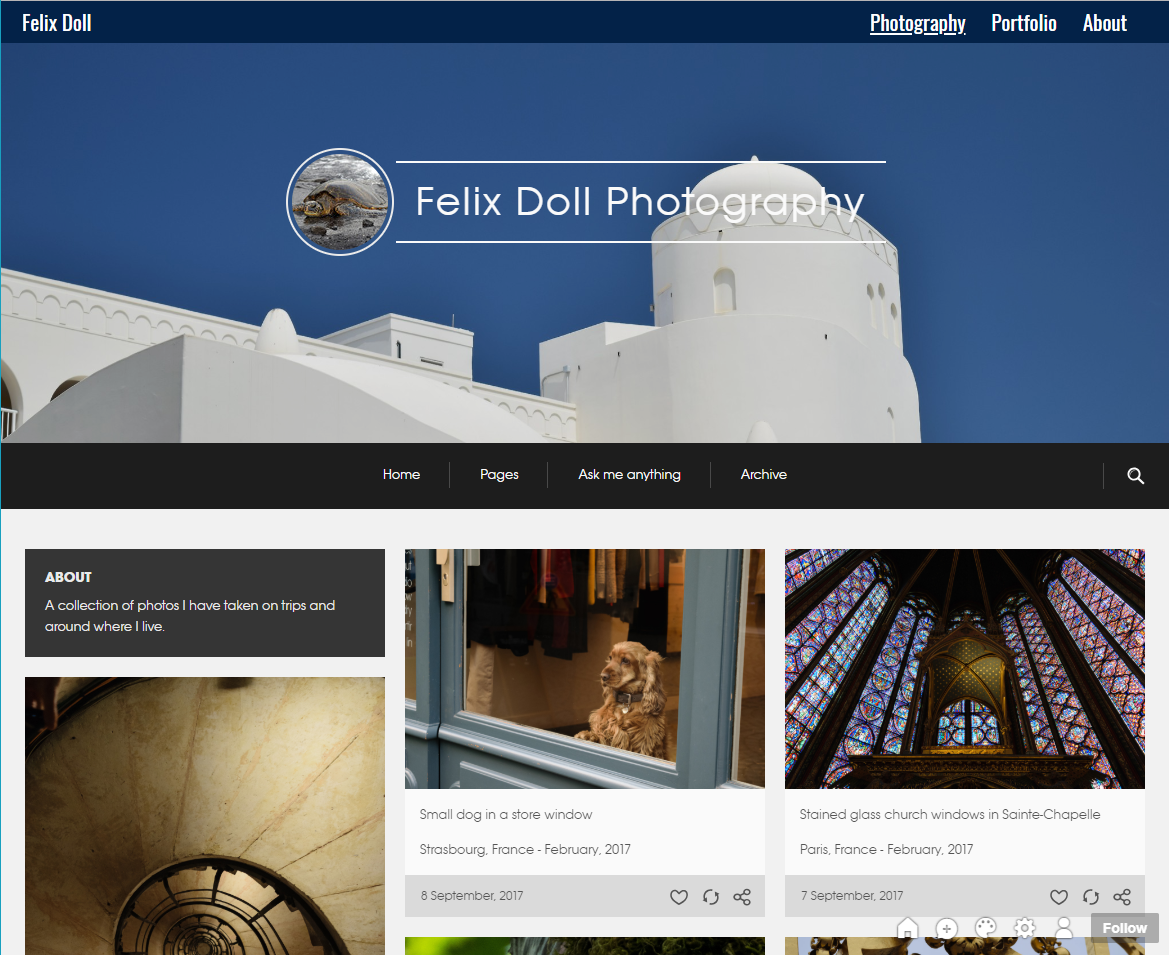 Felix Doll
Photography
Portfolio
About
Felix Doll Photography
Home
Pages
Ask me anything
Archive
ABOUT
A collection of photos I have taken on trips and
around where I live.
Small dog in a store window
Strasbourg, France - February, 2017
8 September, 2017
Stained glass church windows in Sainte-Chapelle
Paris, France - February, 2017
7 September, 2017
Follow